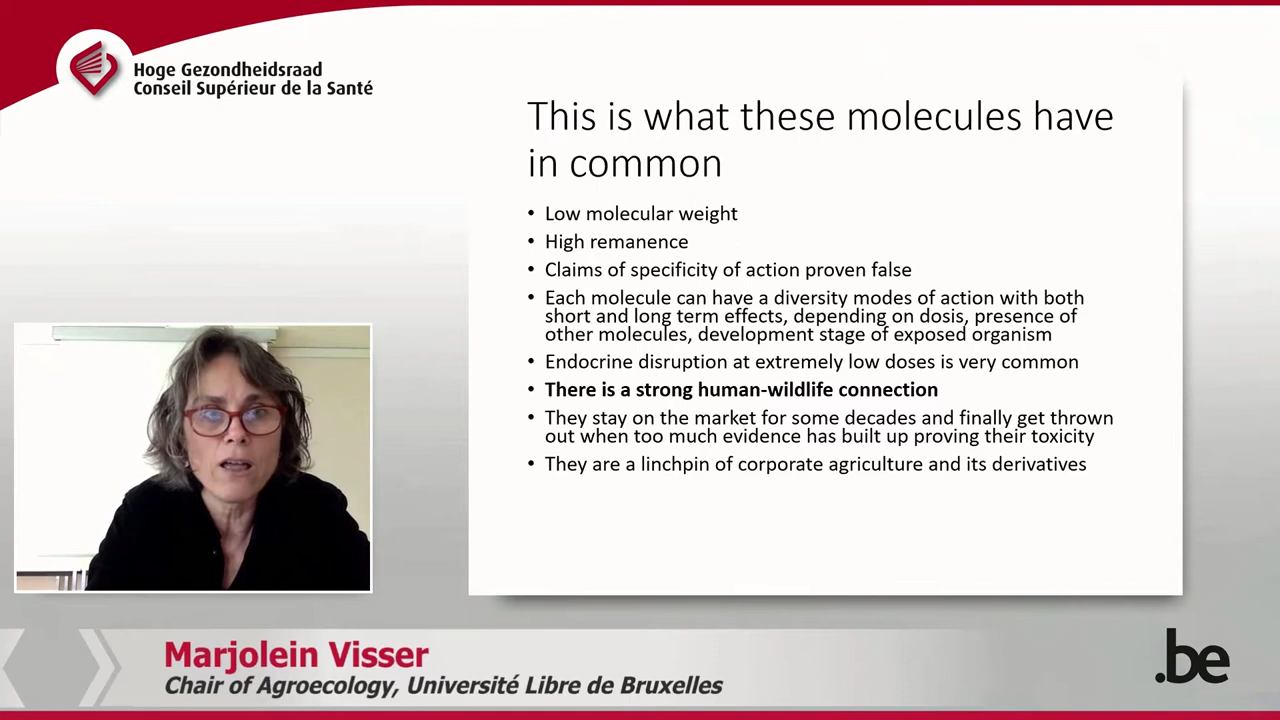 Hoge Gezondheidsraad
Conseil Supérieur de la Santé
This is what these molecules have
in common
• Low molecular weight
• High remanence
• Claims of specificity of action proven false
• Each molecule can have a diversity modes of action with both
short and long term effects, depending on dosis, presence of
other molecules, development stage of exposed organism
• Endocrine disruption at extremely low doses is very common
• There is a strong human-wildlife connection
• They stay on the market for some decades and finally get thrown
out when too much evidence has built up proving their toxicity
• They are a linchpin of corporate agriculture and its derivatives
Marjolein Visser
Chair of Agroecology, Université Libre de Bruxelles
.be